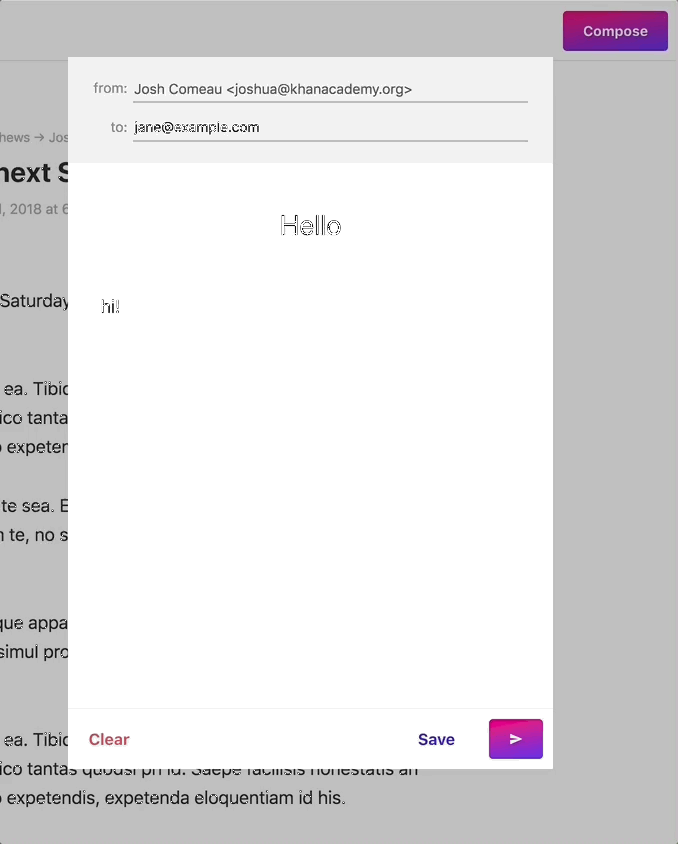 Compose
from: Josh Comeau <joshua@khanacademy.org>
to: jane@example.com
hews → Jos
next S
, 2018 at 6
Hello
Saturday
hi!
ea. Tibic
ico tanta
expeten
te sea. E
te, no s
que appa
simul pro
Clear Save
ea. Tibic
ico tantas quodsi pri id. Saepe facilisis honestatis an
expetendis, expetenda eloquentiam id his.